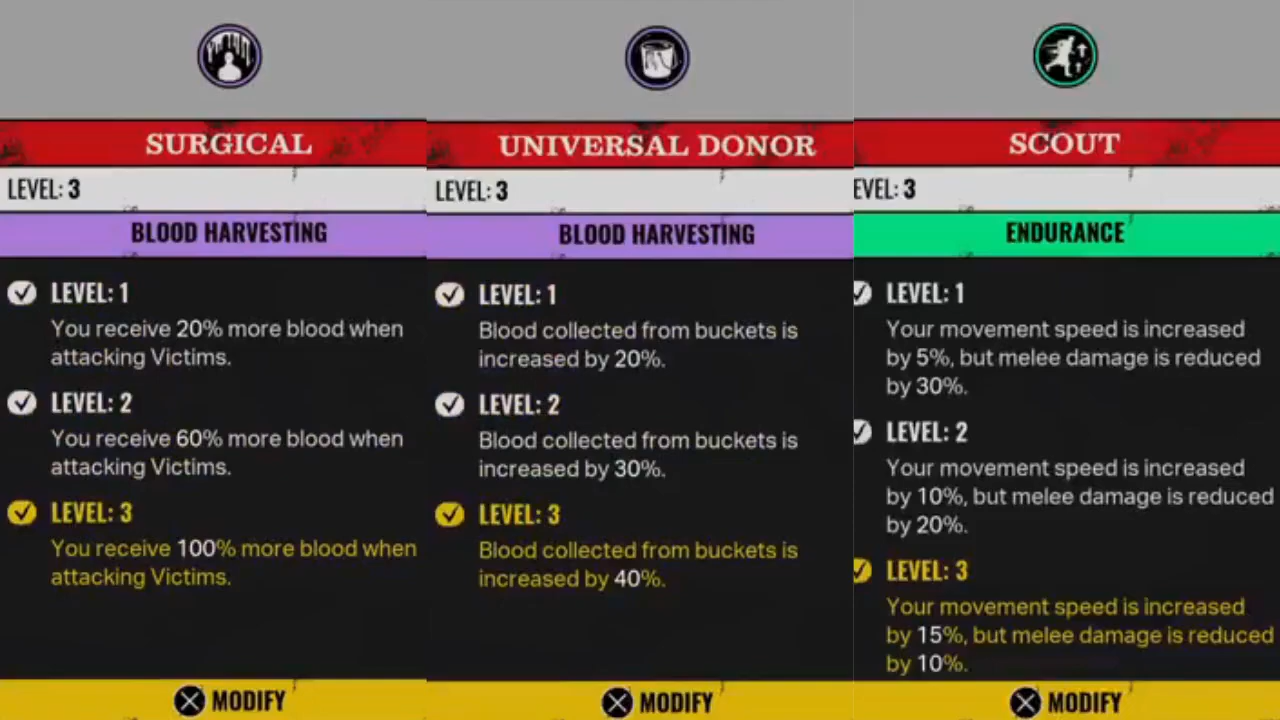 SURGICAL
LEVEL: 3
BLOOD HARVESTING
LEVEL: 1
You receive 20% more blood when
attacking Victims.
LEVEL: 2
You receive 60% more blood when
attacking Victims.
LEVEL: 3
You receive 100% more blood when
attacking Victims.
MODIFY
UNIVERSAL DONOR
LEVEL: 3
BLOOD HARVESTING
LEVEL: 1
Blood collected from buckets is
increased by 20%.
LEVEL: 2
Blood collected from buckets is
increased by 30%.
LEVEL: 3
Blood collected from buckets is
increased by 40%.
MODIFY
SCOUT
EVEL: 3
ENDURANCE
LEVEL: 1
Your movement speed is increased
by 5%, but melee damage is reduced
by 30%.
LEVEL: 2
Your movement speed is increased
by 10%, but melee damage is reduced
by 20%.
LEVEL: 3
Your movement speed is increased
by 15%, but melee damage is reduced
by 10%.
MODIFY